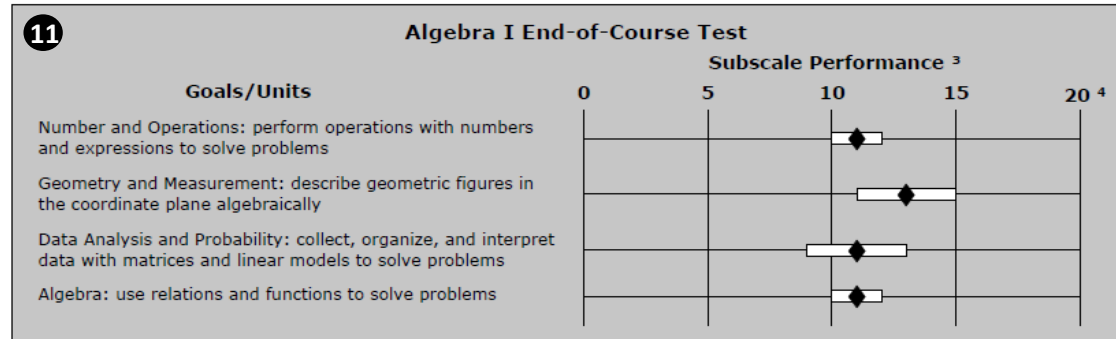 11
Algebra I End-of-Course Test
Subscale Performance ³
Goals/Units
0 5 10 15 20 ⁴
Number and Operations: perform operations with numbers
and expressions to solve problems
Geometry and Measurement: describe geometric figures in
the coordinate plane algebraically
Data Analysis and Probability: collect, organize, and interpret
data with matrices and linear models to solve problems
Algebra: use relations and functions to solve problems